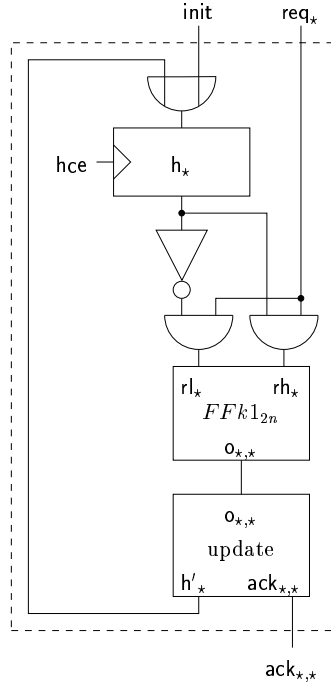 init req⋆
hce h⋆
rl⋆ rh⋆
FFk1₂ₙ
o⋆,⋆
o⋆,⋆
update
h′⋆ ack⋆,⋆
ack⋆,⋆